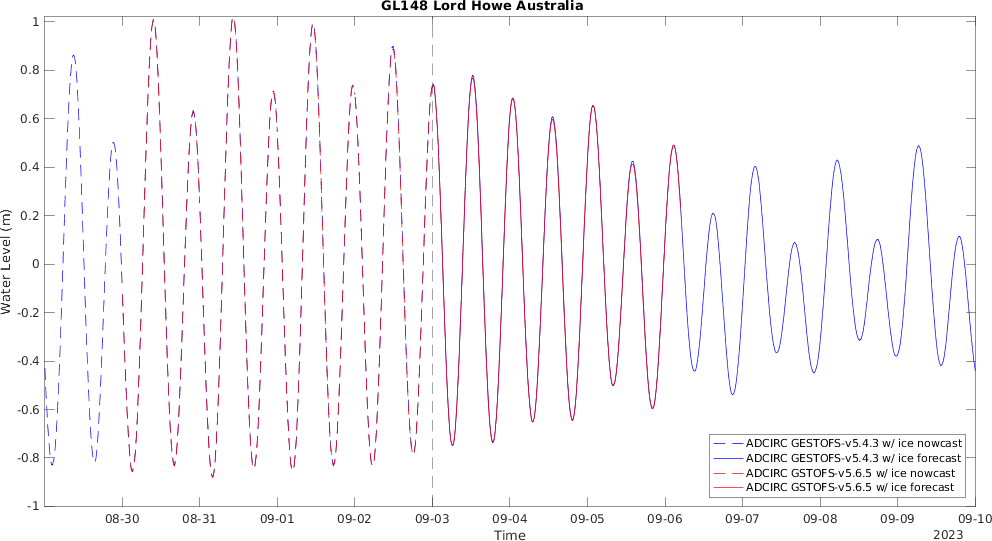 GL148 Lord Howe Australia
1
0.8
0.6
0.4
0.2
0
-0.2
-0.4
-0.6
-0.8
-1
Water Level (m)
ADCIRC GESTOFS-v5.4.3 w/ ice nowcast
ADCIRC GESTOFS-v5.4.3 w/ ice forecast
ADCIRC GSTOFS-v5.6.5 w/ ice nowcast
ADCIRC GSTOFS-v5.6.5 w/ ice forecast
08-30 08-31 09-01 09-02 09-03 09-04 09-05 09-06 09-07 09-08 09-09 09-10
Time
2023